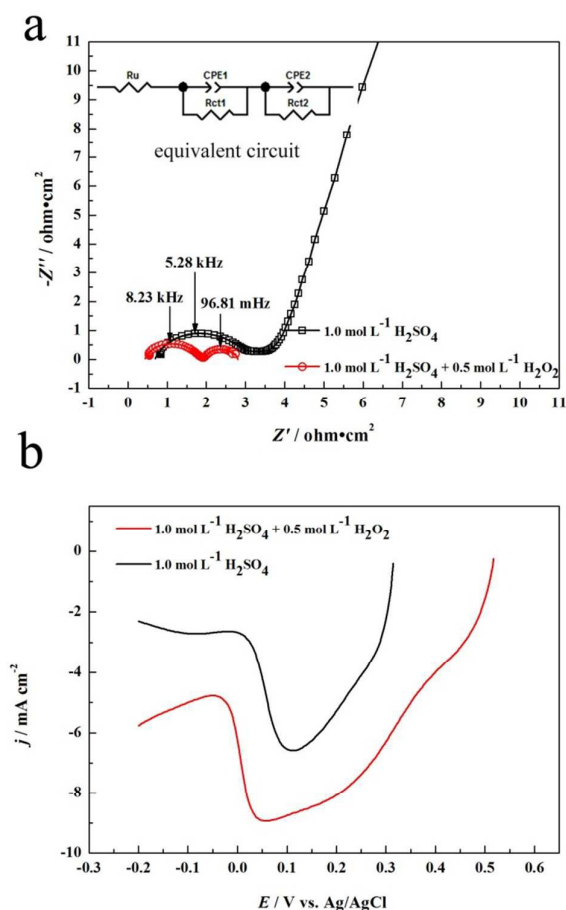 a
Ru
CPE1
CPE2
Rct1
Rct2
equivalent circuit
5.28 kHz
8.23 kHz
96.81 mHz
1.0 mol L⁻¹ H₂SO₄
1.0 mol L⁻¹ H₂SO₄ + 0.5 mol L⁻¹ H₂O₂
-Z'' / ohm•cm²
11
10
9
8
7
6
5
4
3
2
1
0
-1
-1 0 1 2 3 4 5 6 7 8 9 10 11
Z' / ohm•cm²
b
1.0 mol L⁻¹ H₂SO₄ + 0.5 mol L⁻¹ H₂O₂
1.0 mol L⁻¹ H₂SO₄
j / mA cm⁻²
0
-2
-4
-6
-8
-10
-0.3 -0.2 -0.1 0.0 0.1 0.2 0.3 0.4 0.5 0.6
E / V vs. Ag/AgCl